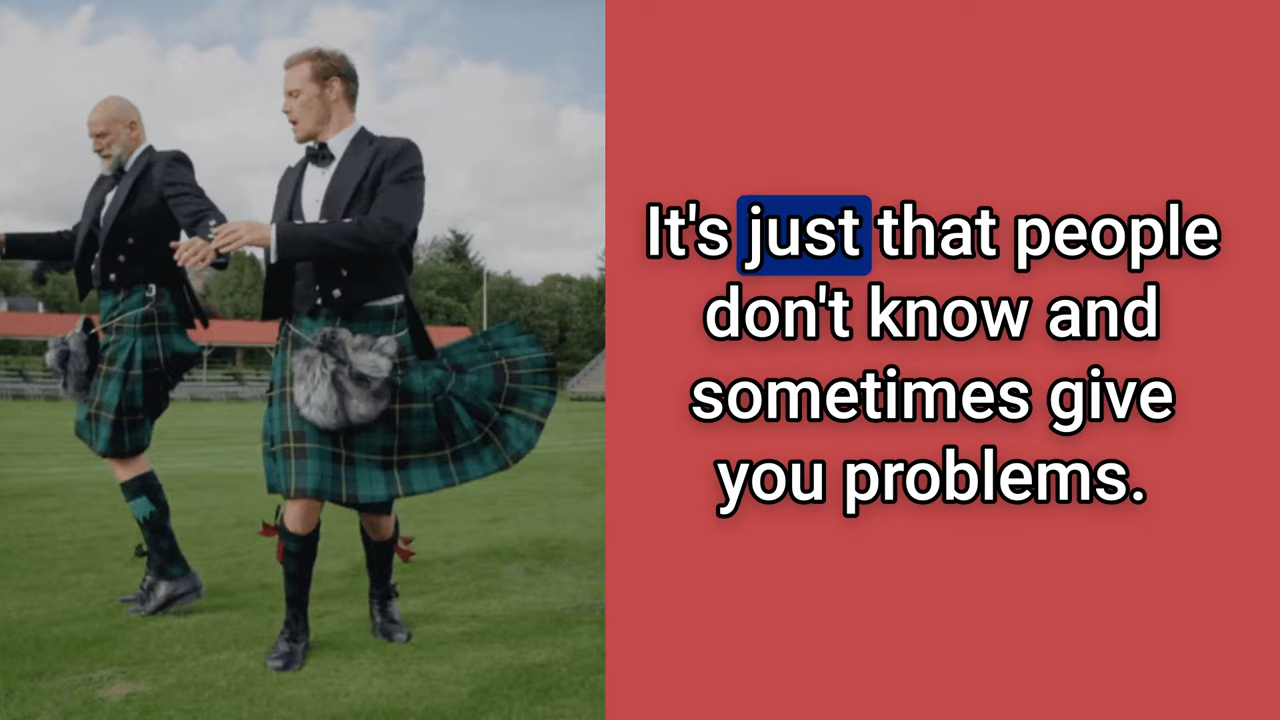 It's just that people
don't know and
sometimes give
you problems.